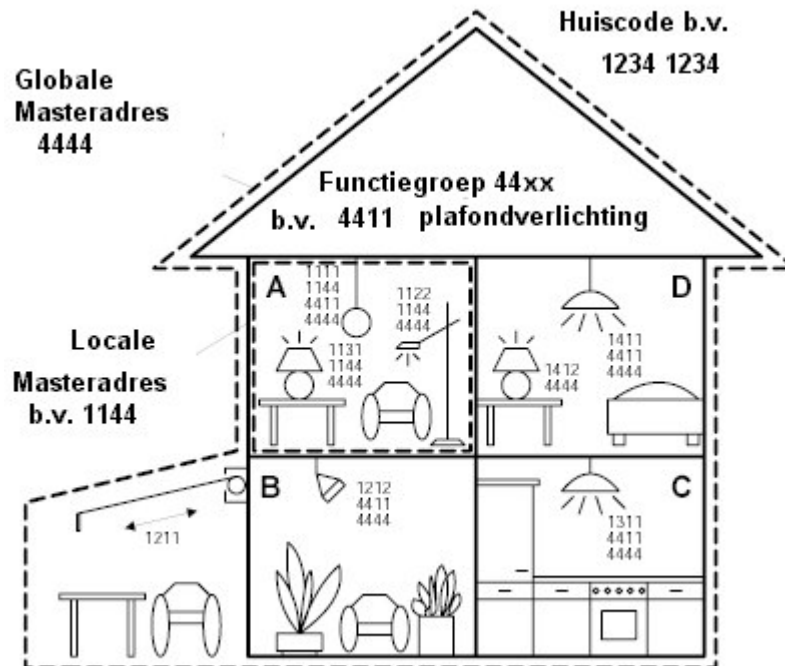 Huiscode b.v.
1234 1234
Globale
Masteradres
4444
Functiegroep 44xx
b.v. 4411 plafondverlichting
A
1111
1144
4411
4444
1122
1144
4444
1131
1144
4444
D
1411
4411
4444
1412
4444
Locale
Masteradres
b.v. 1144
1211
B
1212
4411
4444
C
1311
4411
4444